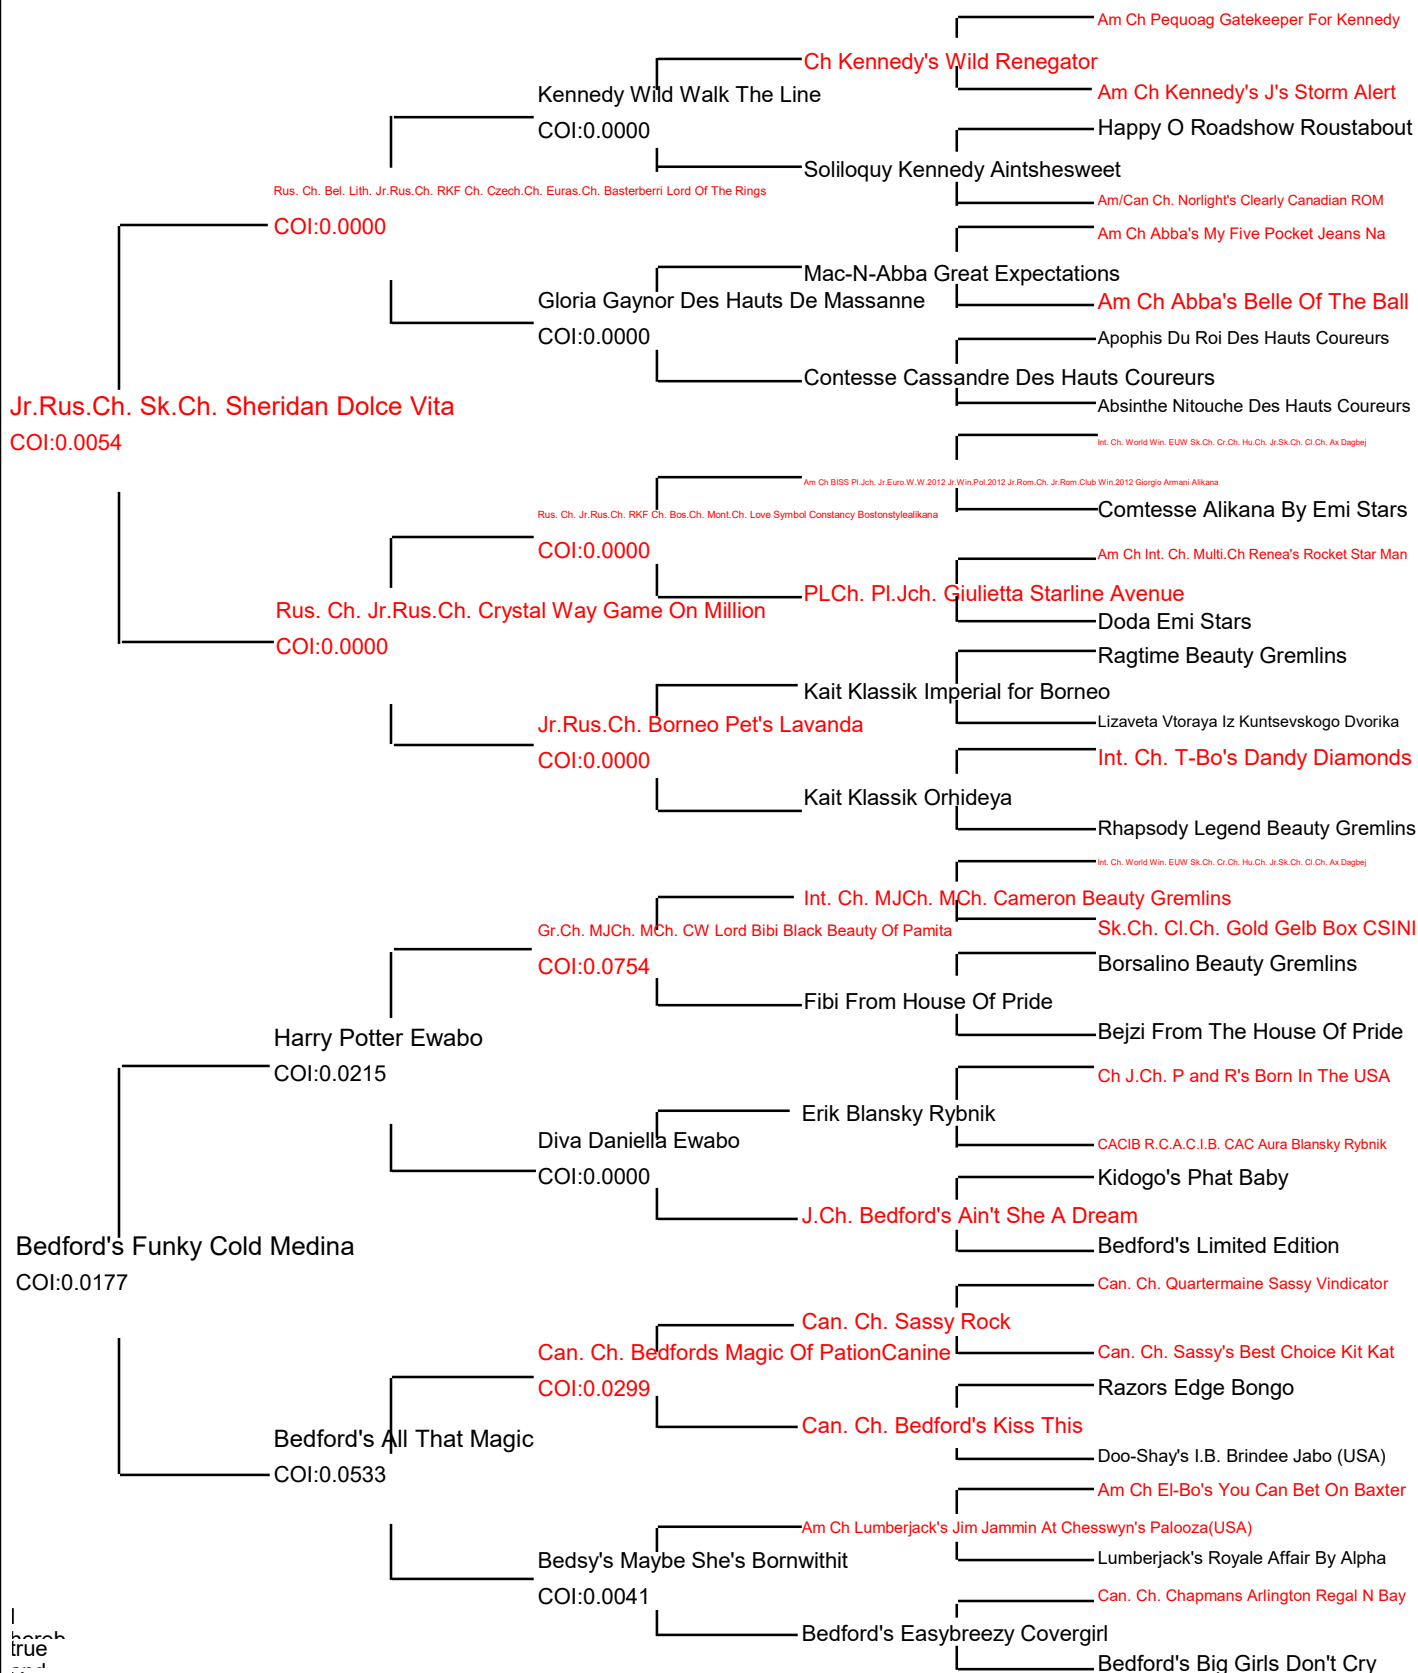 Am Ch Pequoag Gatekeeper For Kennedy
Ch Kennedy's Wild Renegator
Am Ch Kennedy's J's Storm Alert
Kennedy Wild Walk The Line
COI:0.0000
Happy O Roadshow Roustabout
Soliloquy Kennedy Aintshesweet
Am/Can Ch. Norlight's Clearly Canadian ROM
Rus. Ch. Bel. Lith. Jr.Rus.Ch. RKF Ch. Czech.Ch. Euras.Ch. Basterberri Lord Of The Rings
COI:0.0000
Am Ch Abba's My Five Pocket Jeans Na
Mac-N-Abba Great Expectations
Am Ch Abba's Belle Of The Ball
Gloria Gaynor Des Hauts De Massanne
COI:0.0000
Apophis Du Roi Des Hauts Coureurs
Contesse Cassandre Des Hauts Coureurs
Absinthe Nitouche Des Hauts Coureurs
Jr.Rus.Ch. Sk.Ch. Sheridan Dolce Vita
COI:0.0054
Int. Ch. World Win. EUW Sk.Ch. Cr.Ch. Hu.Ch. Jr.Sk.Ch. Cl.Ch. Ax Dagbej
Am Ch BISS Pl.Jch. Jr.Euro.W.W.2012 Jr.Win.Pol.2012 Jr.Rom.Ch. Jr.Rom.Club Win.2012 Giorgio Armani Alikana
Comtesse Alikana By Emi Stars
Rus. Ch. Jr.Rus.Ch. RKF Ch. Bos.Ch. Mont.Ch. Love Symbol Constancy Bostonstylealikana
COI:0.0000
Am Ch Int. Ch. Multi.Ch Renea's Rocket Star Man
PLCh. Pl.Jch. Giulietta Starline Avenue
Doda Emi Stars
Rus. Ch. Jr.Rus.Ch. Crystal Way Game On Million
COI:0.0000
Ragtime Beauty Gremlins
Kait Klassik Imperial for Borneo
Lizaveta Vtoraya Iz Kuntsevskogo Dvorika
Jr.Rus.Ch. Borneo Pet's Lavanda
COI:0.0000
Int. Ch. T-Bo's Dandy Diamonds
Kait Klassik Orhideya
Rhapsody Legend Beauty Gremlins
Int. Ch. World Win. EUW Sk.Ch. Cr.Ch. Hu.Ch. Jr.Sk.Ch. Cl.Ch. Ax Dagbej
Int. Ch. MJCh. MCh. Cameron Beauty Gremlins
Sk.Ch. Cl.Ch. Gold Gelb Box CSINI
Gr.Ch. MJCh. MCh. CW Lord Bibi Black Beauty Of Pamita
COI:0.0754
Borsalino Beauty Gremlins
Fibi From House Of Pride
Bejzi From The House Of Pride
Harry Potter Ewabo
COI:0.0215
Ch J.Ch. P and R's Born In The USA
Erik Blansky Rybnik
CACIB R.C.A.C.I.B. CAC Aura Blansky Rybnik
Diva Daniella Ewabo
COI:0.0000
Kidogo's Phat Baby
J.Ch. Bedford's Ain't She A Dream
Bedford's Limited Edition
Bedford's Funky Cold Medina
COI:0.0177
Can. Ch. Quartermaine Sassy Vindicator
Can. Ch. Sassy Rock
Can. Ch. Sassy's Best Choice Kit Kat
Can. Ch. Bedfords Magic Of PationCanine
COI:0.0299
Razors Edge Bongo
Can. Ch. Bedford's Kiss This
Doo-Shay's I.B. Brindee Jabo (USA)
Bedford's All That Magic
COI:0.0533
Am Ch El-Bo's You Can Bet On Baxter
Am Ch Lumberjack's Jim Jammin At Chesswyn's Palooza(USA)
Lumberjack's Royale Affair By Alpha
Bedsy's Maybe She's Bornwithit
COI:0.0041
Can. Ch. Chapmans Arlington Regal N Bay
Bedford's Easybreezy Covergirl
Bedford's Big Girls Don't Cry
I
true